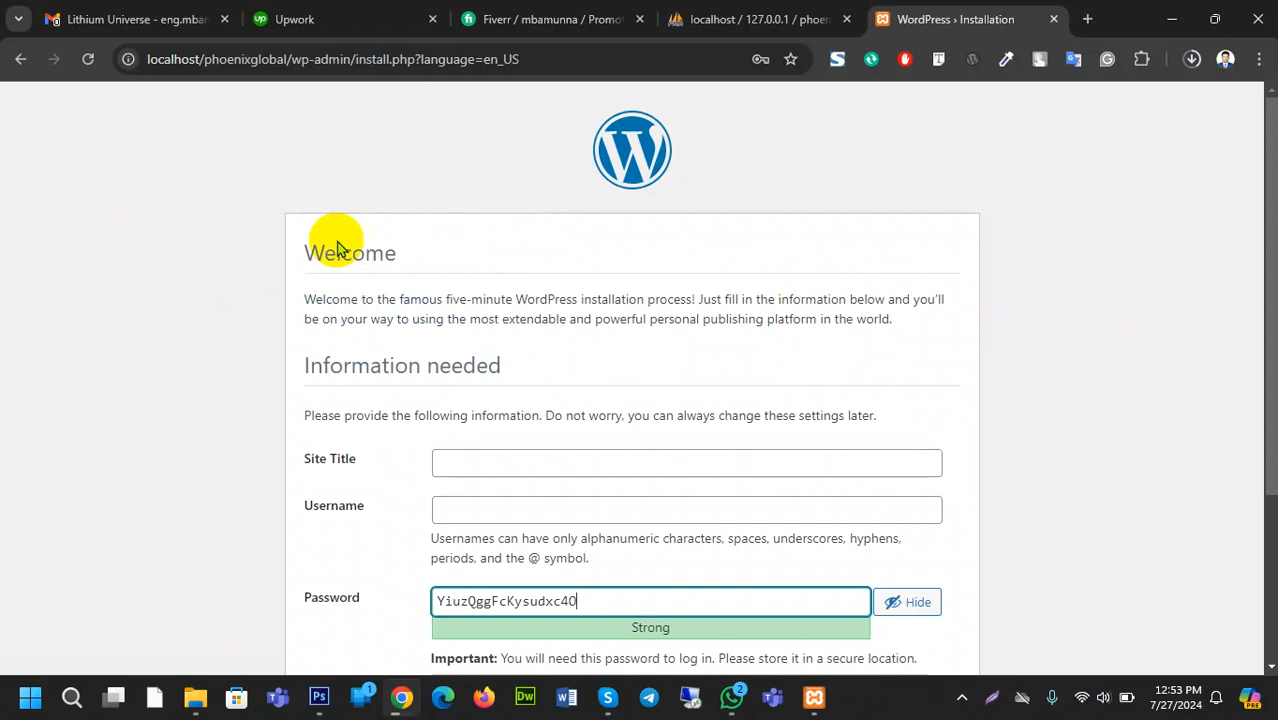 Lithium Universe - eng.mban
Upwork
Fiverr / mbamunna / Promo
localhost / 127.0.0.1 / phoen
WordPress › Installation
localhost/phoenixglobal/wp-admin/install.php?language=en_US
Welcome
Welcome to the famous five-minute WordPress installation process! Just fill in the information below and you'll
be on your way to using the most extendable and powerful personal publishing platform in the world.
Information needed
Please provide the following information. Do not worry, you can always change these settings later.
Site Title
Username
Usernames can have only alphanumeric characters, spaces, underscores, hyphens,
periods, and the @ symbol.
Password
YiuzQggFcKysudxc4O
Hide
Strong
Important: You will need this password to log in. Please store it in a secure location.
12:53 PM
7/27/2024